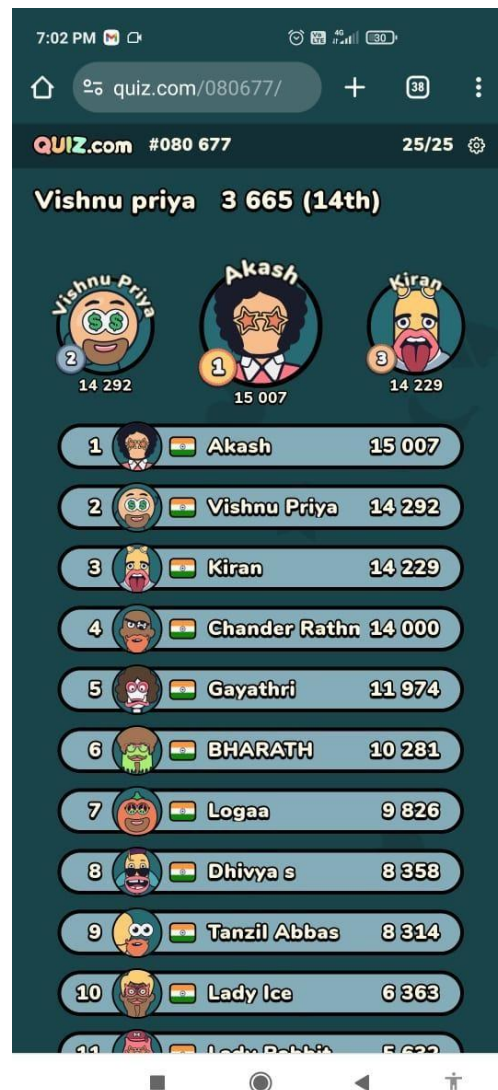 7:02 PM
Vo LTE 4G 30
quiz.com/080677/ 38
QUIZ.com #080 677 25/25
Vishnu priya 3 665 (14th)
Vishnu Priya Akash Kiran
2 1 3
14 292 15 007 14 229
1 Akash 15 007
2 Vishnu Priya 14 292
3 Kiran 14 229
4 Chander Rathn 14 000
5 Gayathri 11 974
6 BHARATH 10 281
7 Logaa 9 826
8 Dhivya s 8 358
9 Tanzil Abbas 8 314
10 Lady Ice 6 363
11 Lady Rabbit